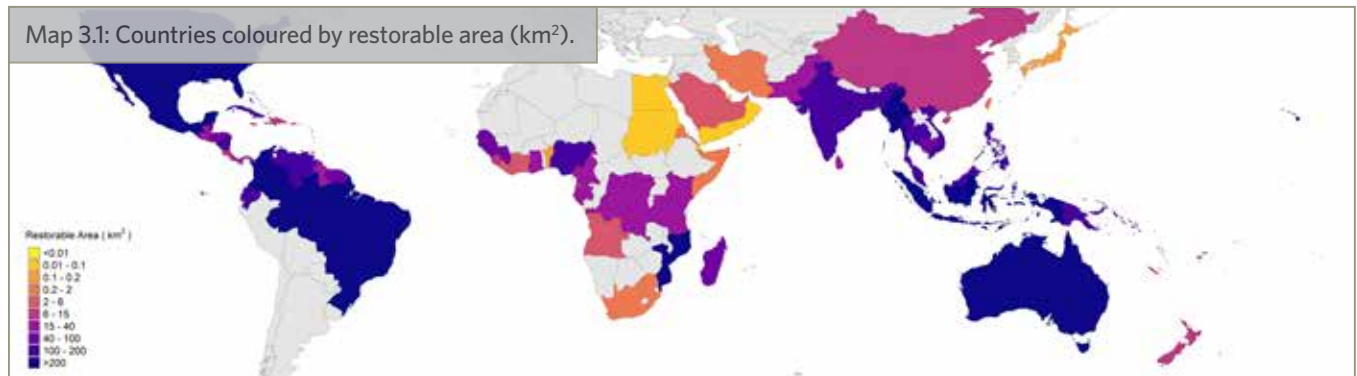 Map 3.1: Countries coloured by restorable area (km²).
Restorable Area ( km² )
<0.01
0.01 - 0.1
0.1 - 0.2
0.2 - 2
2 - 6
6 - 15
15 - 40
40 - 100
100 - 200
>200